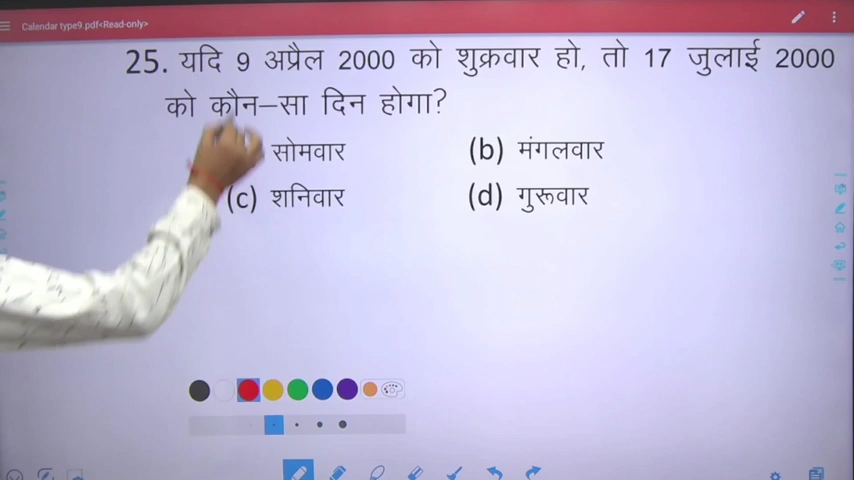 Calendar type9.pdf<Read-only>
25. यदि 9 अप्रैल 2000 को शुक्रवार हो, तो 17 जुलाई 2000
को कौन–सा दिन होगा?
सोमवार (b) मंगलवार
(c) शनिवार (d) गुरूवार